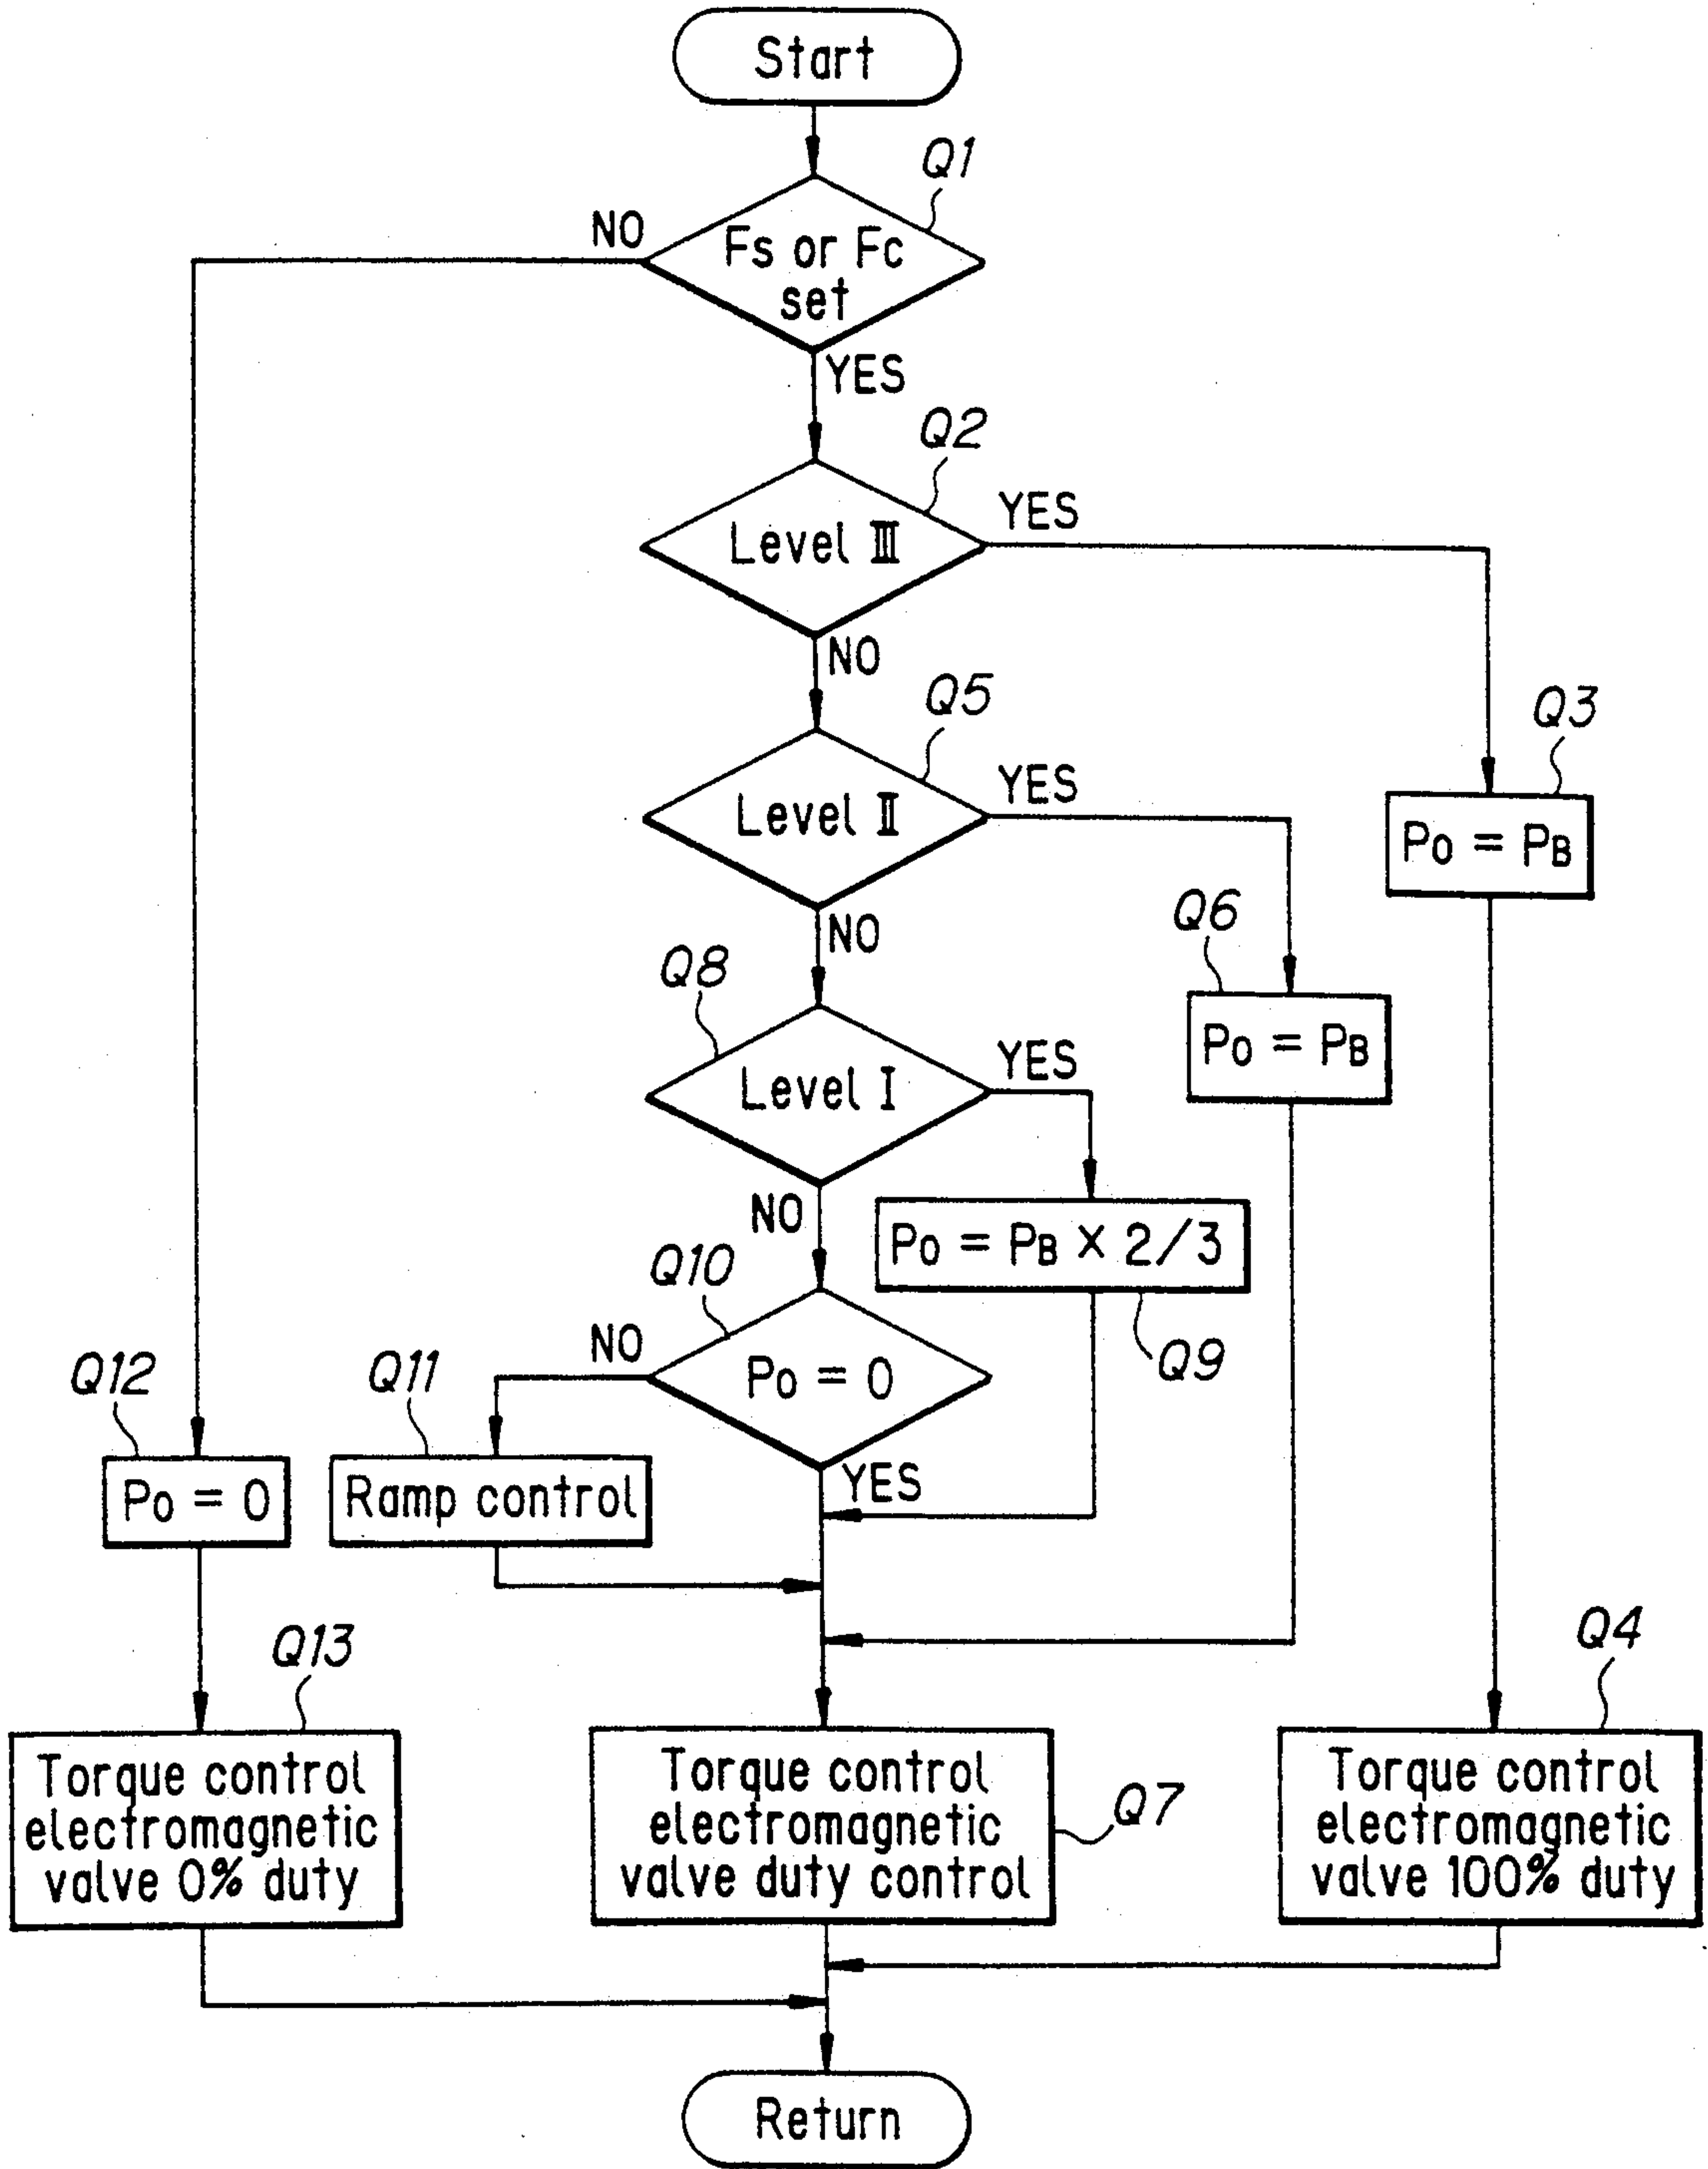 Start
Q1
NO
Fs or Fc
set
YES
Q2
YES
Level III
NO
Q5
Q3
YES
Level II
PO = PB
NO
Q6
Q8
YES
PO = PB
Level I
NO
PO = PB × 2/3
Q10
NO
Q9
Q12
Q11
PO = 0
PO = 0
Ramp control
YES
Q13
Q4
Torque control
electromagnetic
valve 0% duty
Torque control
electromagnetic
valve duty control
Q7
Torque control
electromagnetic
valve 100% duty
Return